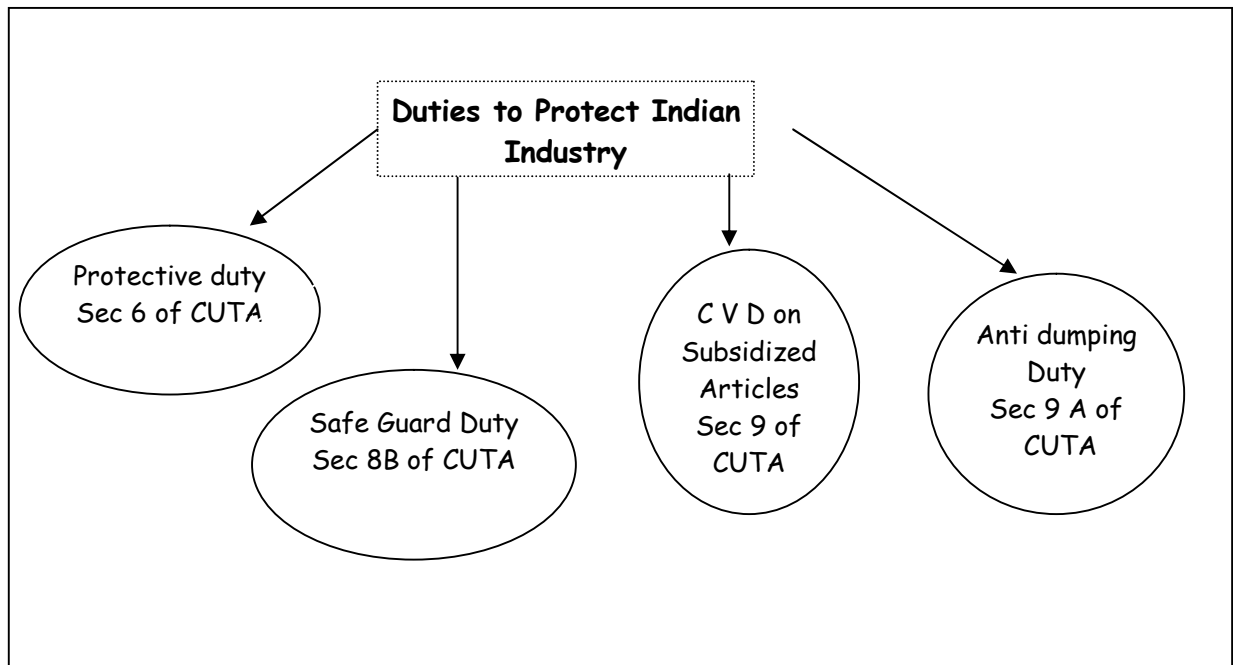 Duties to Protect Indian
Industry
Protective duty
Sec 6 of CUTA
Safe Guard Duty
Sec 8B of CUTA
C V D on
Subsidized
Articles
Sec 9 of
CUTA
Anti dumping
Duty
Sec 9 A of
CUTA